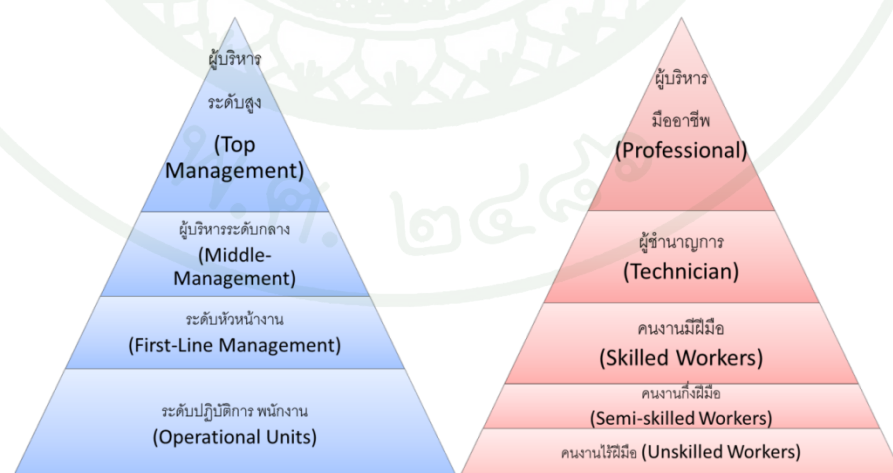 ผู้บริหาร
ระดับสูง
(Top
Management)
ผู้บริหารระดับกลาง
(Middle-
Management)
ระดับหัวหน้างาน
(First-Line Management)
ระดับปฏิบัติการ พนักงาน
(Operational Units)
ผู้บริหาร
มืออาชีพ
(Professional)
ผู้ชำนาญการ
(Technician)
คนงานมีฝีมือ
(Skilled Workers)
คนงานกึ่งฝีมือ
(Semi-skilled Workers)
คนงานไร้ฝีมือ (Unskilled Workers)
พ.ศ. ๒๔๘๖